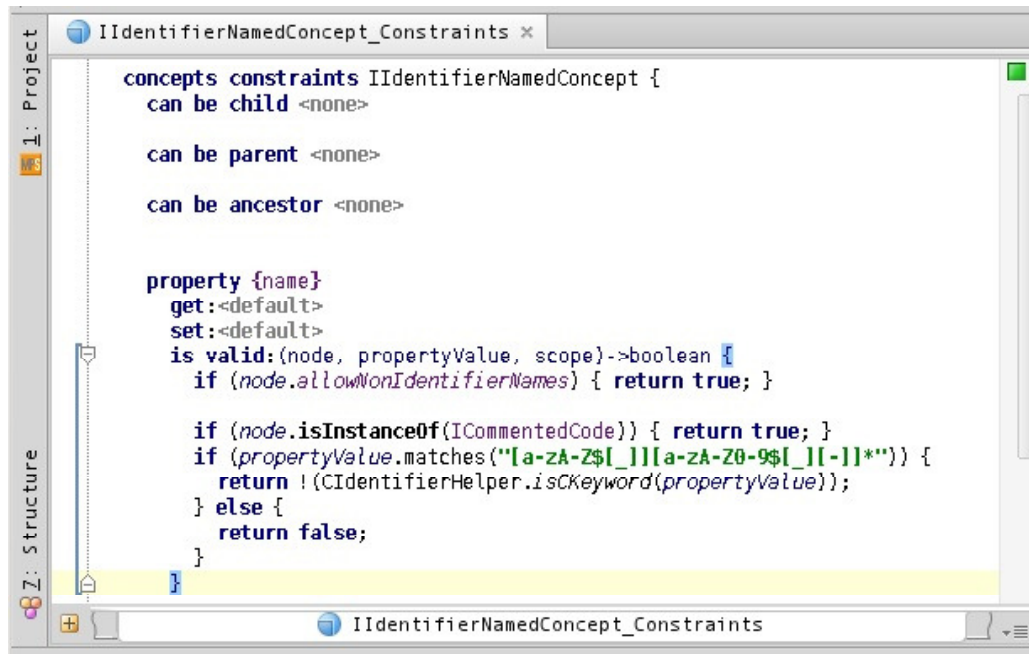 IIdentifierNamedConcept_Constraints ×
1: Project
MPS
concepts constraints IIdentifierNamedConcept {
can be child <none>
can be parent <none>
can be ancestor <none>
property {name}
get:<default>
set:<default>
is valid:(node, propertyValue, scope)->boolean {
if (node.allowNonIdentifierNames) { return true; }
if (node.isInstanceOf(ICommentedCode)) { return true; }
if (propertyValue.matches("[a-zA-Z$[_]][a-zA-Z0-9$[_][-]]*")) {
return !(CIdentifierHelper.isCKeyword(propertyValue));
} else {
return false;
}
}
7: Structure
IIdentifierNamedConcept_Constraints